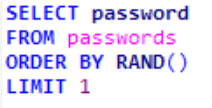 SELECT password
FROM passwords
ORDER BY RAND()
LIMIT 1